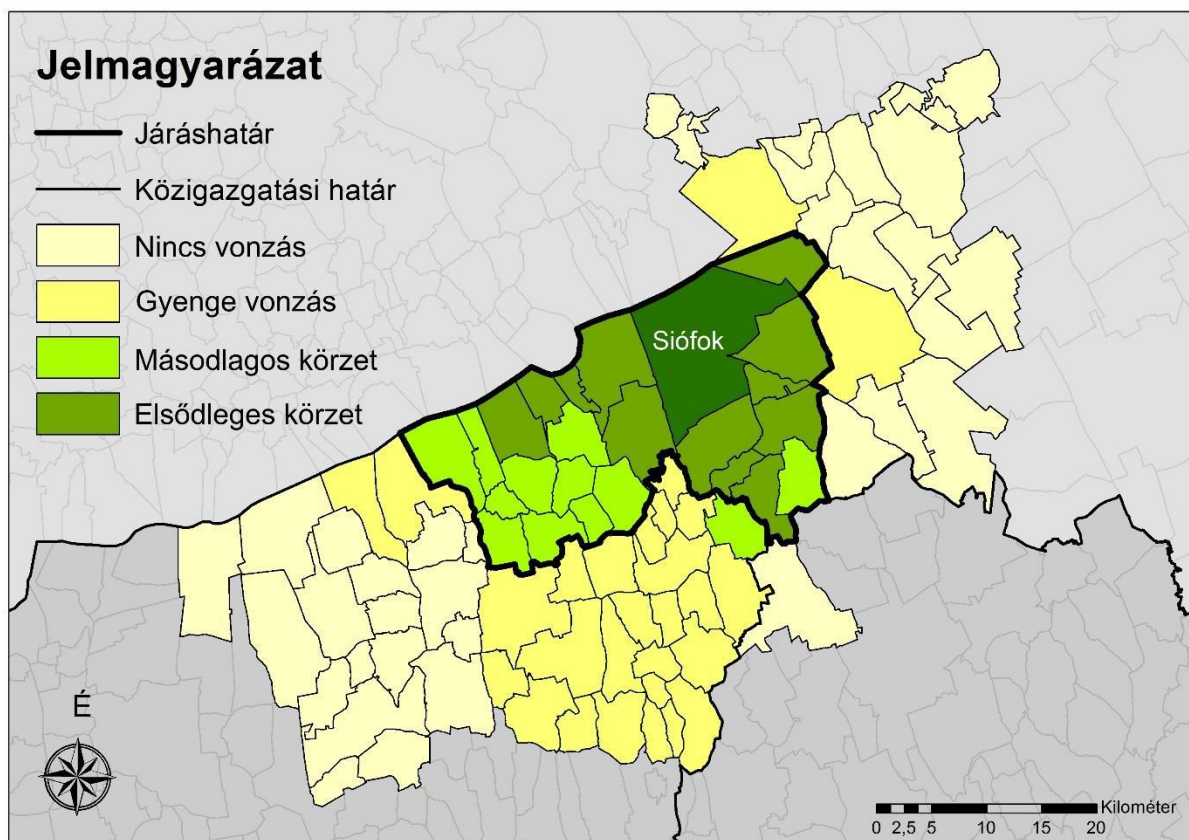 Jelmagyarázat
Járáshatár
Közigazgatási határ
Nincs vonzás
Gyenge vonzás
Másodlagos körzet
Elsődleges körzet
Siófok
É
Kilométer
0 2,5 5 10 15 20